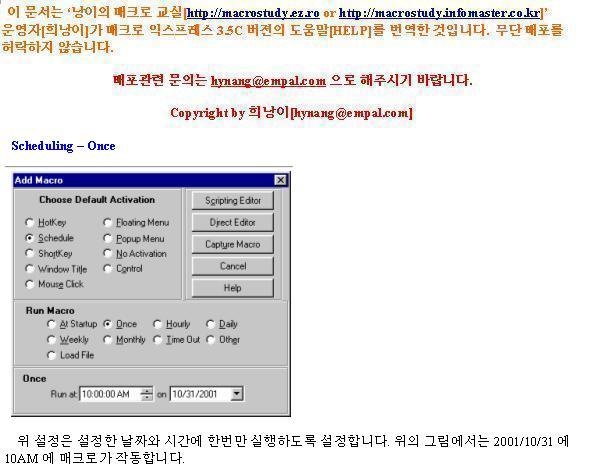 이 문서는 '낭이의 매크로 교실[http://macrostudy.ez.ro or http://macrostudy.infomaster.co.kr]'
운영자[희낭이]가 매크로 익스프레스 3.5C 버전의 도움말[HELP]를 번역한 것입니다. 무단 배포를
허락하지 않습니다.
배포관련 문의는 hynang@empal.com 으로 해주시기 바랍니다.
Copyright by 희낭이[hynang@empal.com]
Scheduling – Once
Add Macro
Choose Default Activation
HotKey
Schedule
ShortKey
Window Title
Mouse Click
Floating Menu
Popup Menu
No Activation
Control
Scripting Editor
Direct Editor
Capture Macro
Cancel
Help
Run Macro
At Startup Once Hourly Daily
Weekly Monthly Time Out Other
Load File
Once
Run at: 10:00:00 AM on 10/31/2001
위 설정은 설정한 날짜와 시간에 한번만 실행하도록 설정합니다. 위의 그림에서는 2001/10/31 에
10AM 에 매크로가 작동합니다.